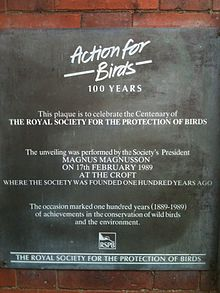 Action for
Birds
100 YEARS
This plaque is to celebrate the Centenary of
THE ROYAL SOCIETY FOR THE PROTECTION OF BIRDS
The unveiling was performed by the Society's President
MAGNUS MAGNUSSON
ON 17th FEBRUARY 1989
AT THE CROFT
WHERE THE SOCIETY WAS FOUNDED ONE HUNDRED YEARS AGO
The occasion marked one hundred years (1889-1989)
of achievements in the conservation of wild birds
and the environment.
RSPB
THE ROYAL SOCIETY FOR THE PROTECTION OF BIRDS